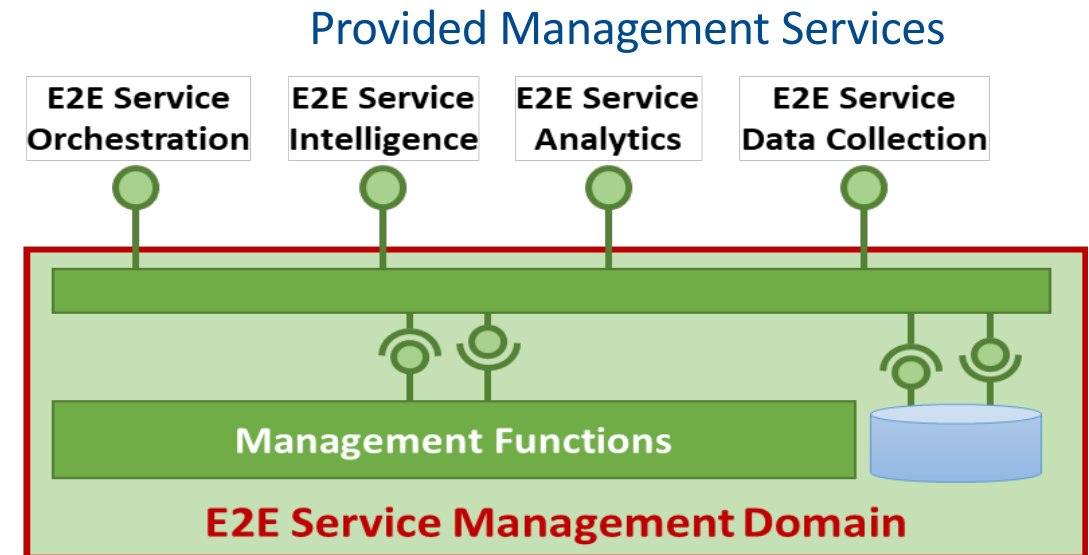 Provided Management Services
E2E Service
Orchestration
E2E Service
Intelligence
E2E Service
Analytics
E2E Service
Data Collection
Management Functions
E2E Service Management Domain